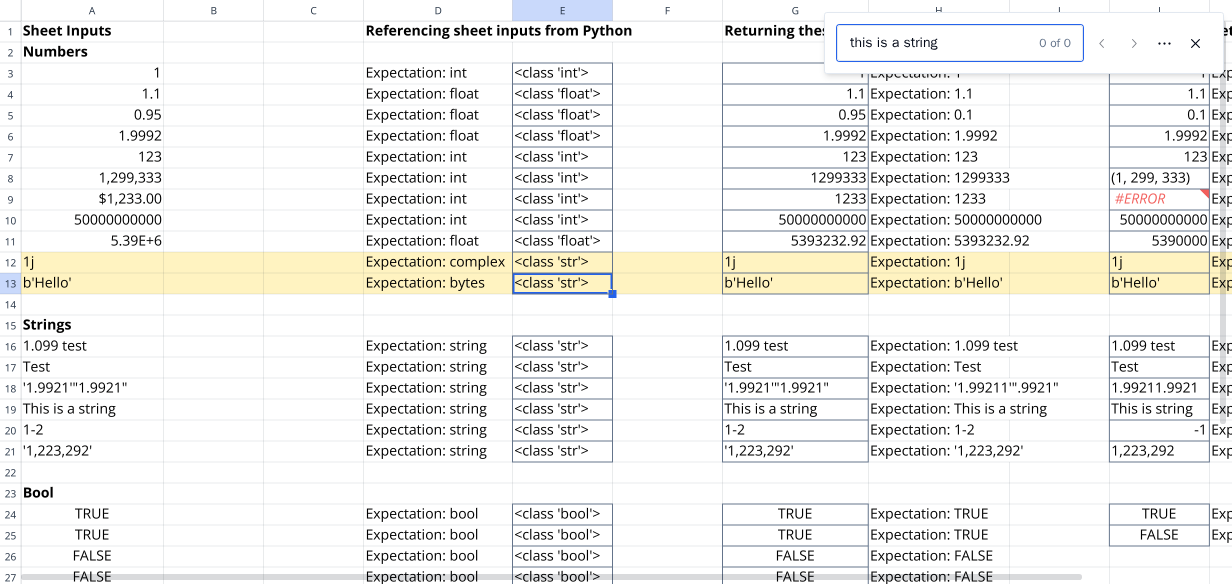 A B C D E F G H I J
1 Sheet Inputs Referencing sheet inputs from Python Returning thes
this is a string 0 of 0
2 Numbers
3 1 Expectation: int <class 'int'> 1 Expectation: 1 1
4 1.1 Expectation: float <class 'float'> 1.1 Expectation: 1.1 1.1 Exp
5 0.95 Expectation: float <class 'float'> 0.95 Expectation: 0.1 0.1 Exp
6 1.9992 Expectation: float <class 'float'> 1.9992 Expectation: 1.9992 1.9992 Exp
7 123 Expectation: int <class 'int'> 123 Expectation: 123 123 Exp
8 1,299,333 Expectation: int <class 'int'> 1299333 Expectation: 1299333 (1, 299, 333) Exp
9 $1,233.00 Expectation: int <class 'int'> 1233 Expectation: 1233 #ERROR Exp
10 50000000000 Expectation: int <class 'int'> 50000000000 Expectation: 50000000000 50000000000 Exp
11 5.39E+6 Expectation: float <class 'float'> 5393232.92 Expectation: 5393232.92 5390000 Exp
12 1j Expectation: complex <class 'str'> 1j Expectation: 1j 1j Exp
13 b'Hello' Expectation: bytes <class 'str'> b'Hello' Expectation: b'Hello' b'Hello' Exp
14
15 Strings
16 1.099 test Expectation: string <class 'str'> 1.099 test Expectation: 1.099 test 1.099 test Exp
17 Test Expectation: string <class 'str'> Test Expectation: Test Test Exp
18 '1.9921'"1.9921" Expectation: string <class 'str'> '1.9921'"1.9921" Expectation: '1.99211'".9921" 1.99211.9921 Exp
19 This is a string Expectation: string <class 'str'> This is a string Expectation: This is a string This is string Exp
20 1-2 Expectation: string <class 'str'> 1-2 Expectation: 1-2 -1 Exp
21 '1,223,292' Expectation: string <class 'str'> '1,223,292' Expectation: '1,223,292' 1,223,292 Exp
22
23 Bool
24 TRUE Expectation: bool <class 'bool'> TRUE Expectation: TRUE TRUE Exp
25 TRUE Expectation: bool <class 'bool'> TRUE Expectation: TRUE FALSE Exp
26 FALSE Expectation: bool <class 'bool'> FALSE Expectation: FALSE
27 FALSE Expectation: bool <class 'bool'> FALSE Expectation: FALSE